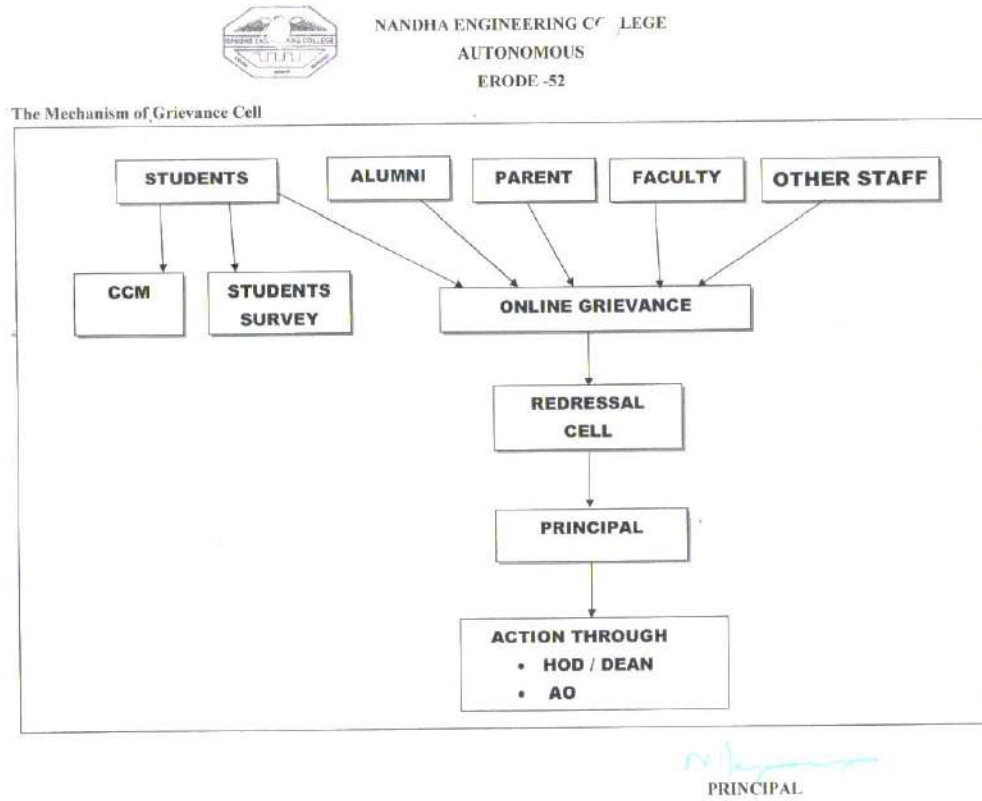 NANDHA ENGINEERING C LEGE
AUTONOMOUS
ERODE -52
The Mechanism of Grievance Cell
STUDENTS
ALUMNI
PARENT
FACULTY
OTHER STAFF
CCM
STUDENTS
SURVEY
ONLINE GRIEVANCE
REDRESSAL
CELL
PRINCIPAL
ACTION THROUGH
• HOD / DEAN
• AO
PRINCIPAL